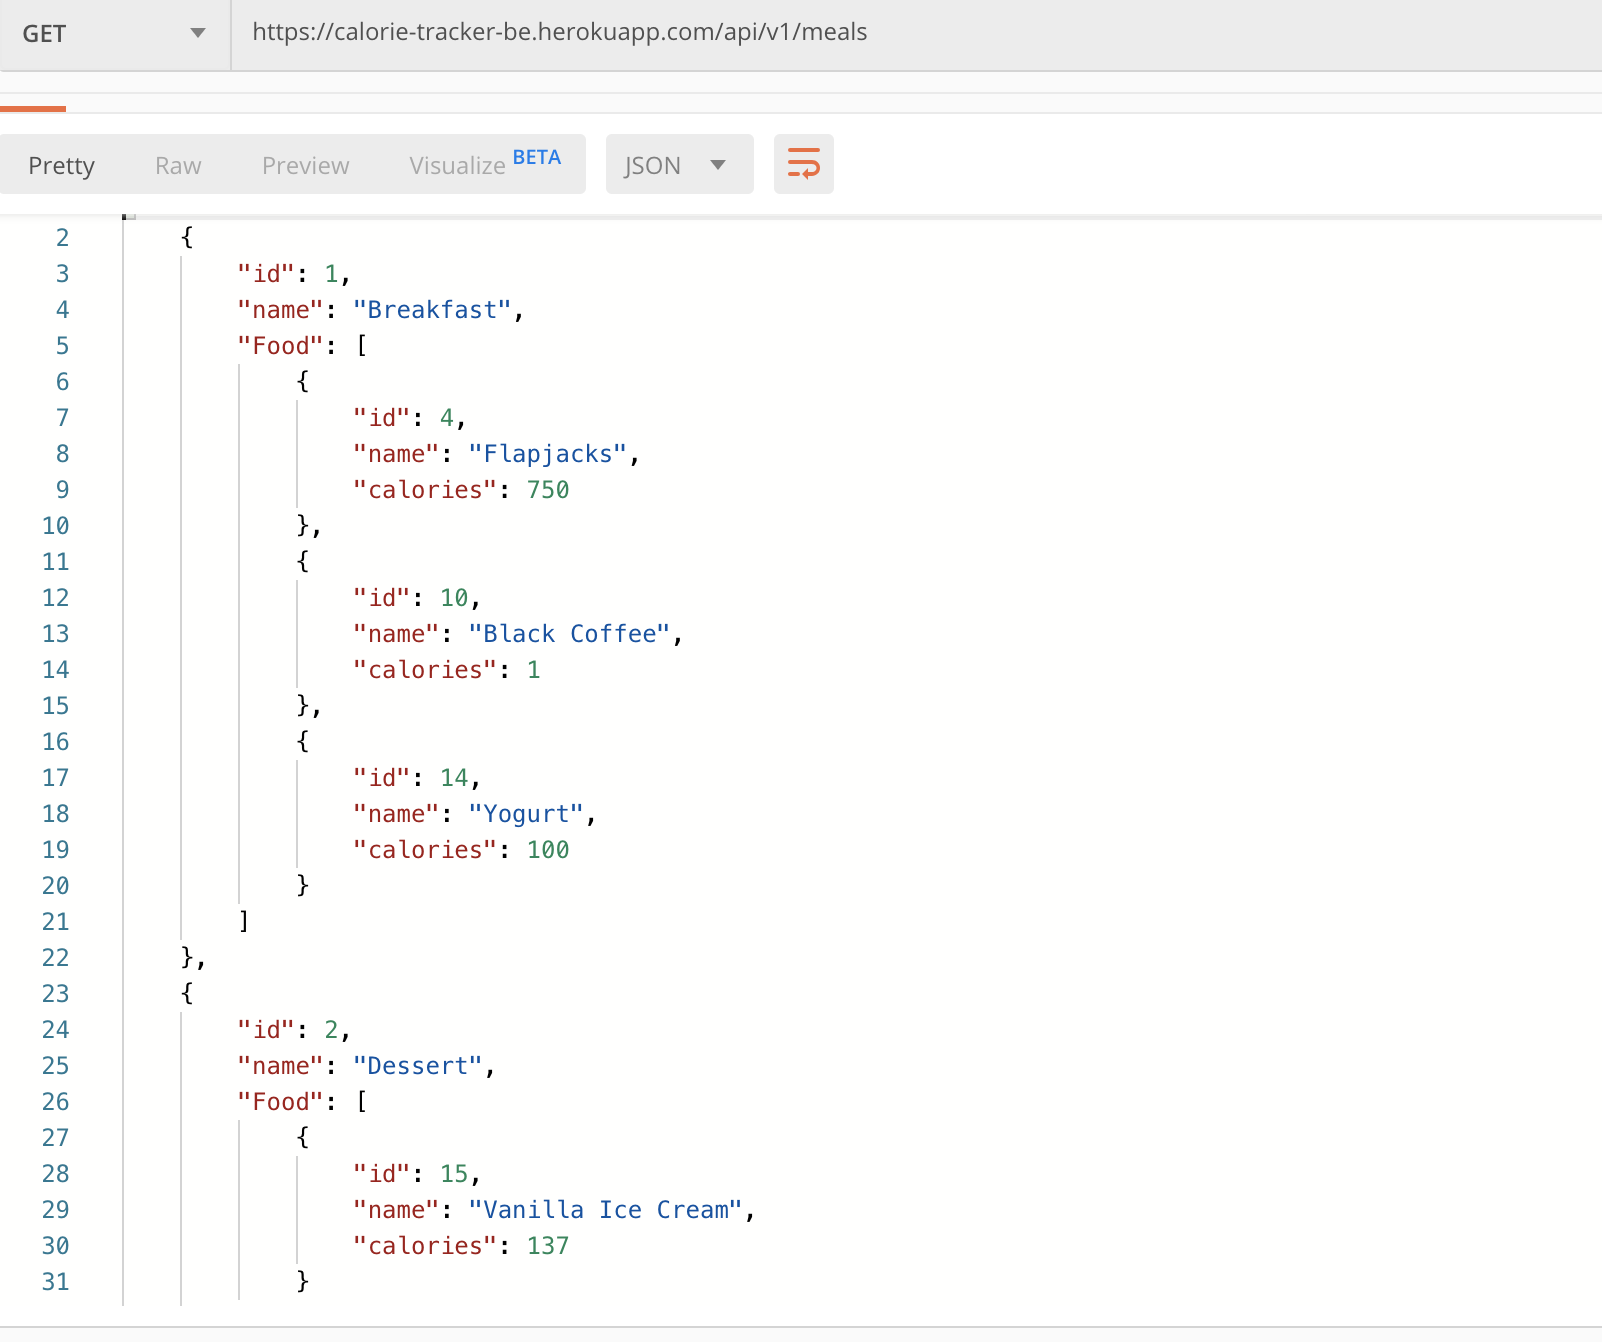 GET https://calorie-tracker-be.herokuapp.com/api/v1/meals
Pretty Raw Preview Visualize BETA JSON
2 {
3 "id": 1,
4 "name": "Breakfast",
5 "Food": [
6 {
7 "id": 4,
8 "name": "Flapjacks",
9 "calories": 750
10 },
11 {
12 "id": 10,
13 "name": "Black Coffee",
14 "calories": 1
15 },
16 {
17 "id": 14,
18 "name": "Yogurt",
19 "calories": 100
20 }
21 ]
22 },
23 {
24 "id": 2,
25 "name": "Dessert",
26 "Food": [
27 {
28 "id": 15,
29 "name": "Vanilla Ice Cream",
30 "calories": 137
31 }